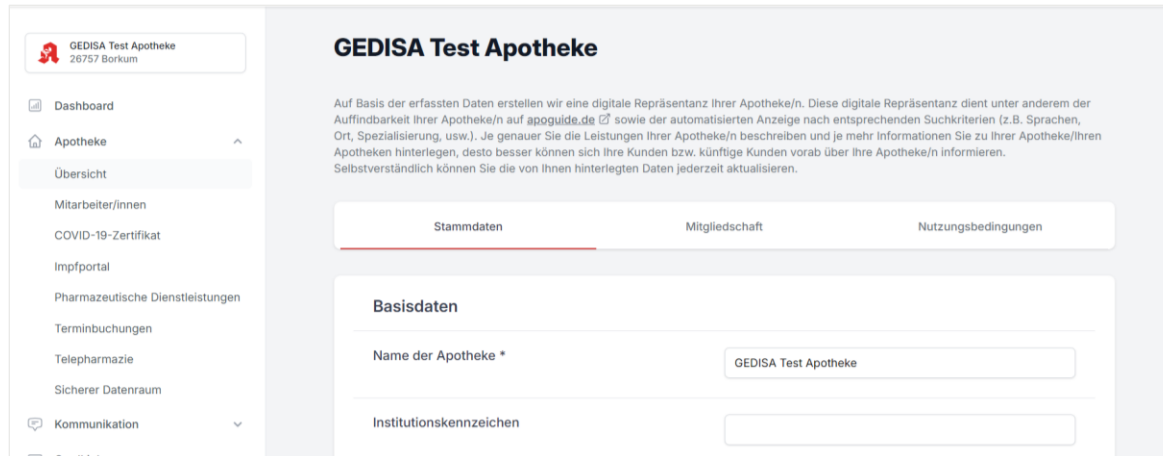 GEDISA Test Apotheke
26757 Borkum
Dashboard
Apotheke
Übersicht
Mitarbeiter/innen
COVID-19-Zertifikat
Impfportal
Pharmazeutische Dienstleistungen
Terminbuchungen
Telepharmazie
Sicherer Datenraum
Kommunikation
GEDISA Test Apotheke
Auf Basis der erfassten Daten erstellen wir eine digitale Repräsentanz Ihrer Apotheke/n. Diese digitale Repräsentanz dient unter anderem der
Auffindbarkeit Ihrer Apotheke/n auf apoguide.de sowie der automatisierten Anzeige nach entsprechenden Suchkriterien (z.B. Sprachen,
Ort, Spezialisierung, usw.). Je genauer Sie die Leistungen Ihrer Apotheke/n beschreiben und je mehr Informationen Sie zu Ihrer Apotheke/Ihren
Apotheken hinterlegen, desto besser können sich Ihre Kunden bzw. künftige Kunden vorab über Ihre Apotheke/n informieren.
Selbstverständlich können Sie die von Ihnen hinterlegten Daten jederzeit aktualisieren.
Stammdaten
Mitgliedschaft
Nutzungsbedingungen
Basisdaten
Name der Apotheke *
GEDISA Test Apotheke
Institutionskennzeichen